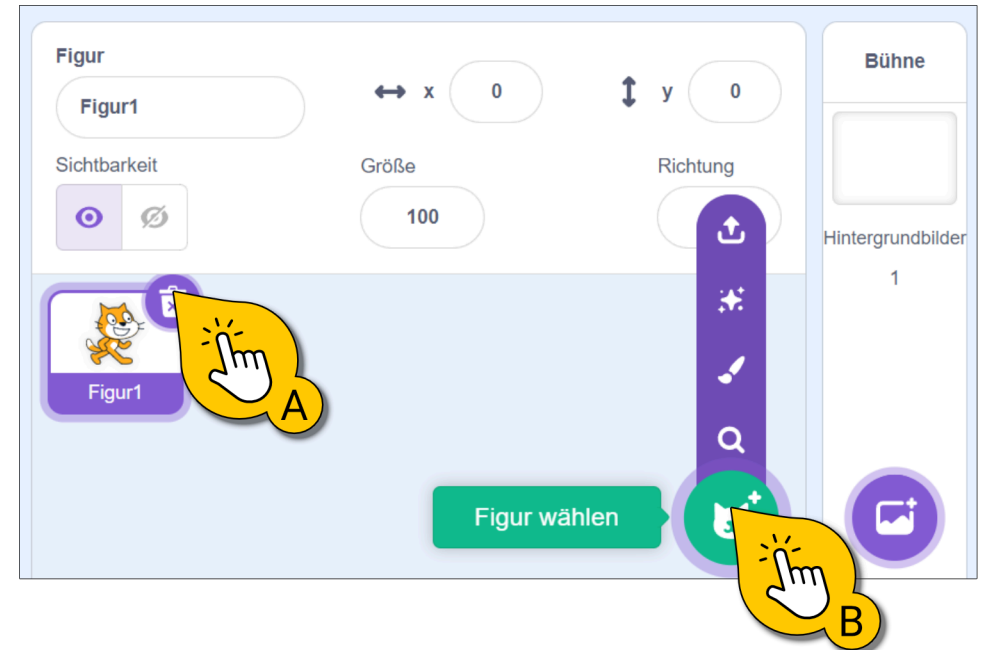 Figur
Bühne
Figur1
x
0
y
0
Sichtbarkeit
Größe
Richtung
100
Hintergrundbilder
1
Figur1
A
Figur wählen
B